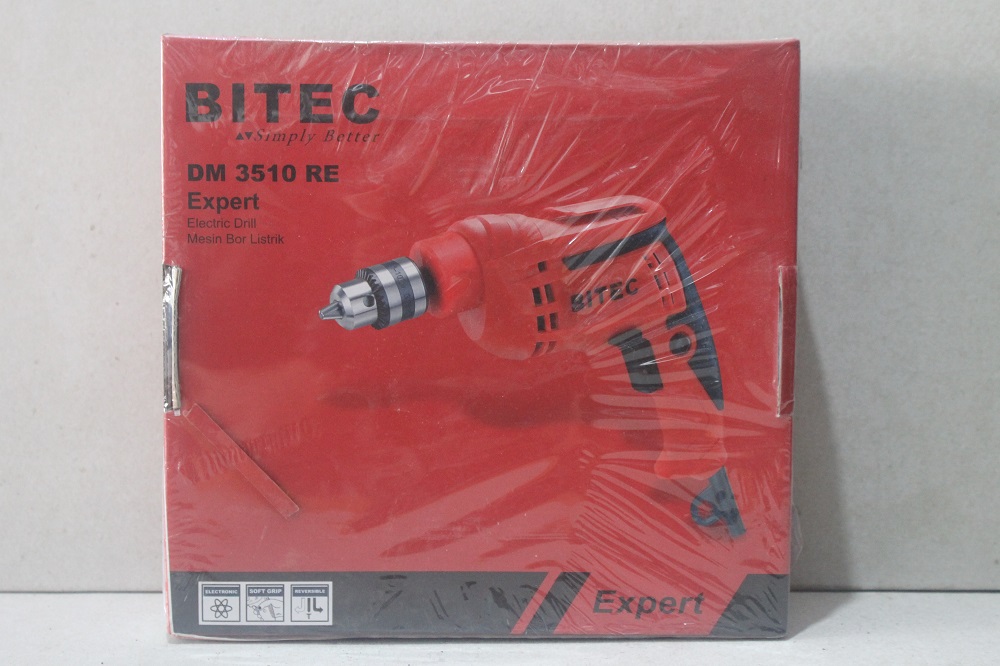 BITEC
Simply Better
DM 3510 RE
Expert
Electric Drill
Mesin Bor Listrik
BITEC
ELECTRONIC
SOFT GRIP
REVERSIBLE
Expert